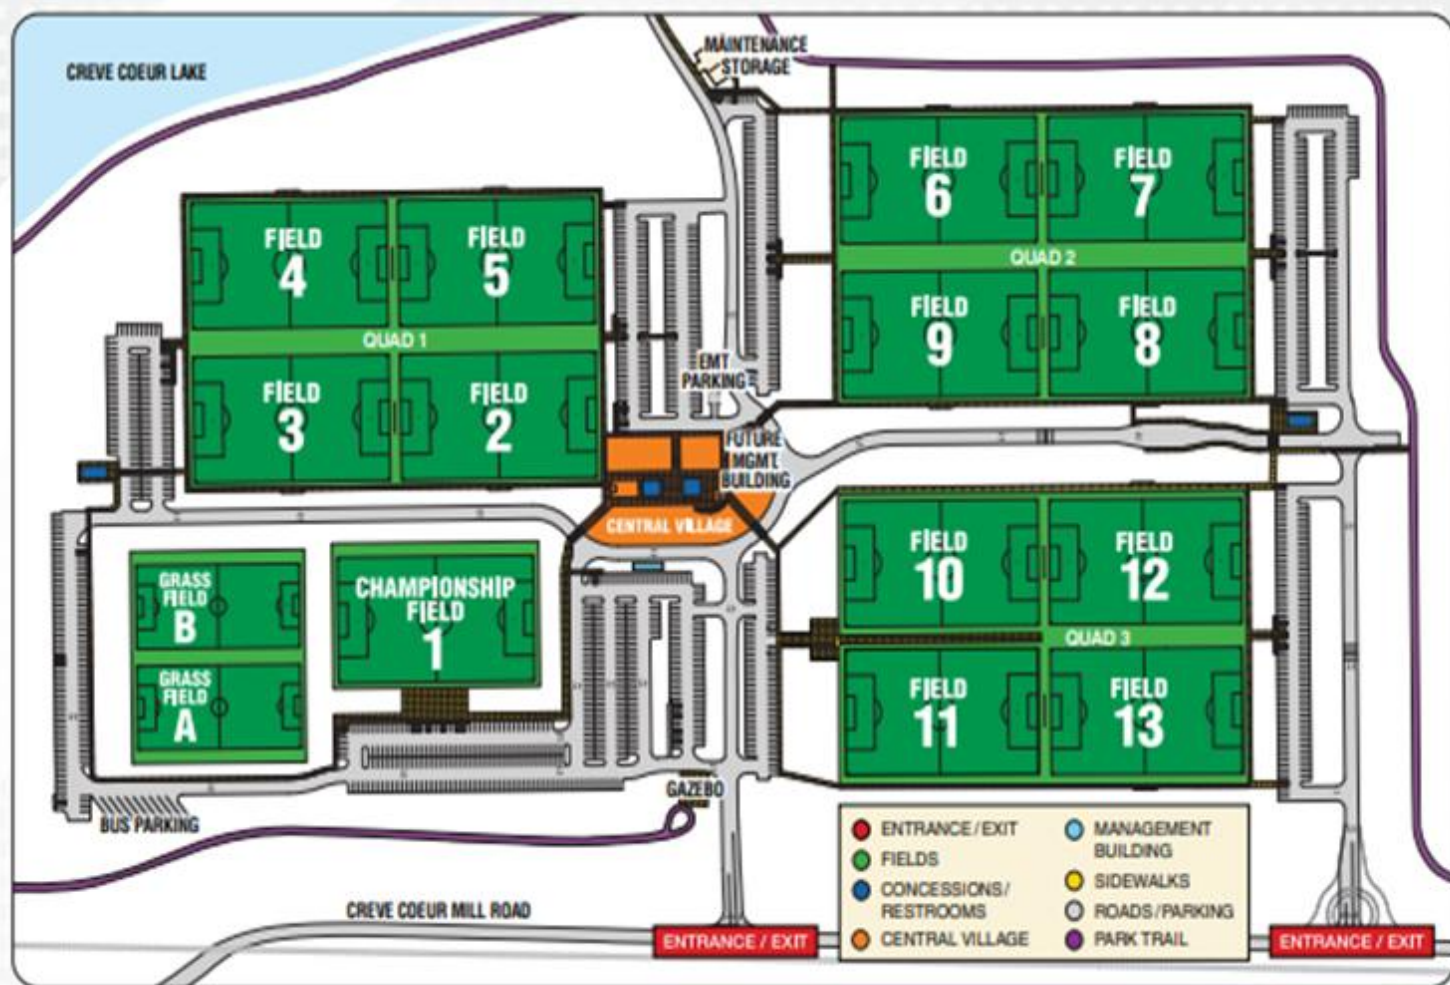 CREVE COEUR LAKE
MAINTENANCE
STORAGE
FIELD
4
FIELD
5
QUAD 1
FIELD
3
FIELD
2
FIELD
6
FIELD
7
QUAD 2
FIELD
9
FIELD
8
EMT
PARKING
FUTURE
MGMT.
BUILDING
CENTRAL VILLAGE
GRASS
FIELD
B
GRASS
FIELD
A
CHAMPIONSHIP
FIELD
1
FIELD
10
FIELD
12
QUAD 3
FIELD
11
FIELD
13
BUS PARKING
GAZEBO
CREVE COEUR MILL ROAD
ENTRANCE / EXIT
ENTRANCE / EXIT
FIELDS
CONCESSIONS /
RESTROOMS
CENTRAL VILLAGE
MANAGEMENT
BUILDING
SIDEWALKS
ROADS / PARKING
PARK TRAIL
ENTRANCE / EXIT